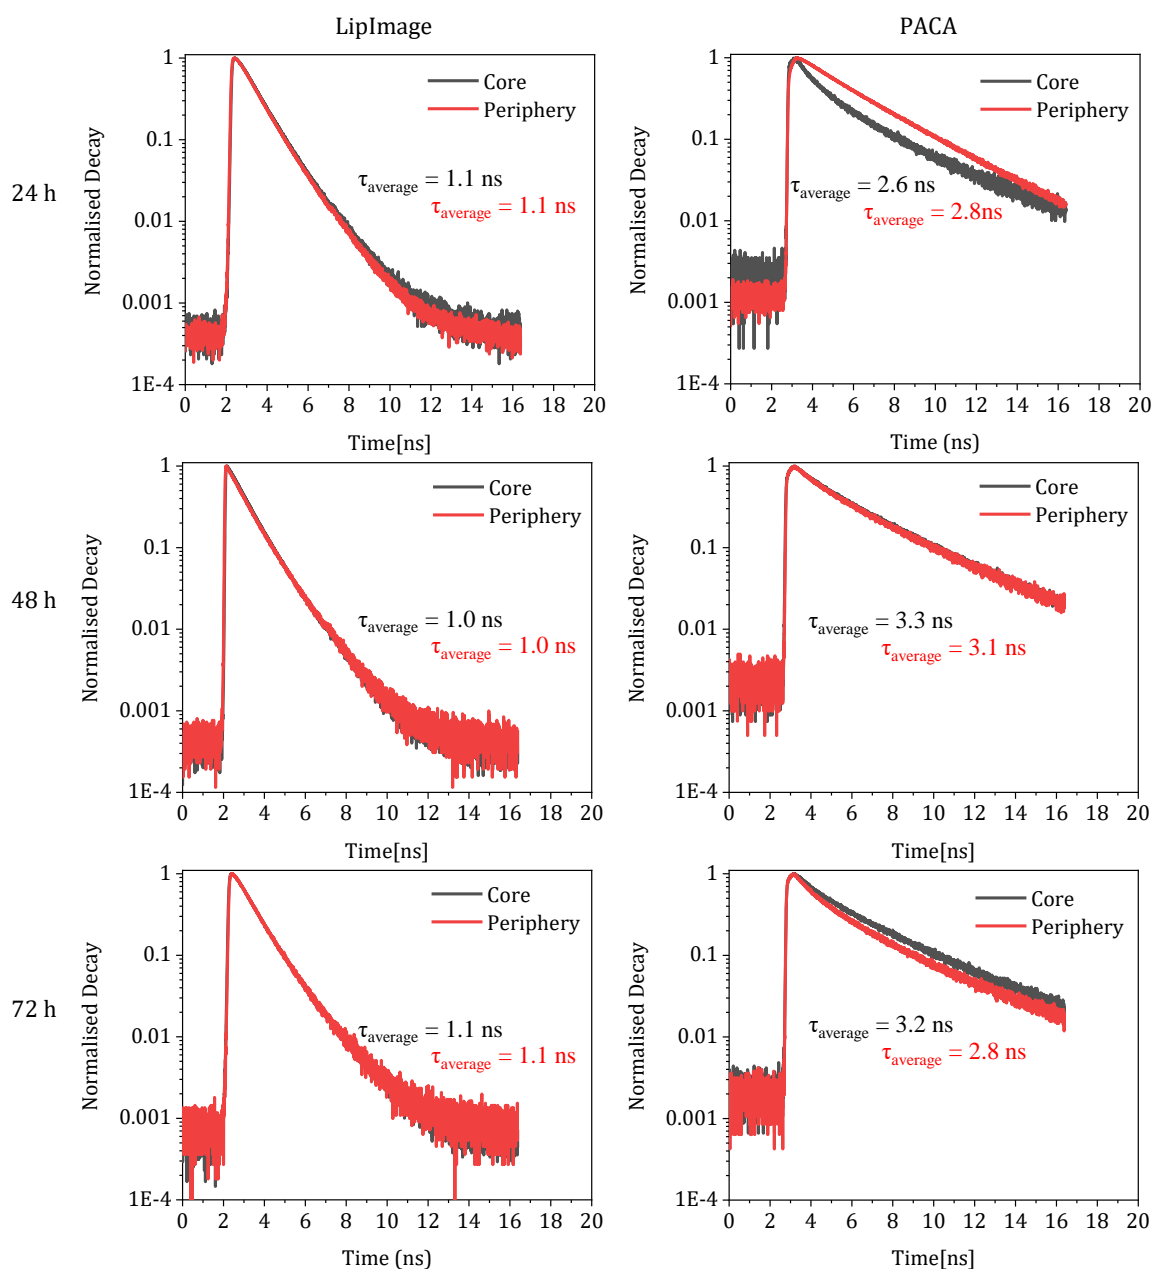 LipImage
PACA
24 h
Normalised Decay
1
0.1
0.01
0.001
1E-4
Core
Periphery
τaverage = 1.1 ns
τaverage = 1.1 ns
0 2 4 6 8 10 12 14 16 18 20
Time[ns]
Normalised Decay
1
0.1
0.01
0.001
1E-4
Core
Periphery
τaverage = 2.6 ns
τaverage = 2.8ns
0 2 4 6 8 10 12 14 16 18 20
Time (ns)
48 h
Normalised Decay
1
0.1
0.01
0.001
1E-4
Core
Periphery
τaverage = 1.0 ns
τaverage = 1.0 ns
0 2 4 6 8 10 12 14 16 18 20
Time[ns]
Normalised Decay
1
0.1
0.01
0.001
1E-4
Core
Periphery
τaverage = 3.3 ns
τaverage = 3.1 ns
0 2 4 6 8 10 12 14 16 18 20
Time[ns]
72 h
Normalised Decay
1
0.1
0.01
0.001
1E-4
Core
Periphery
τaverage = 1.1 ns
τaverage = 1.1 ns
0 2 4 6 8 10 12 14 16 18 20
Time (ns)
Normalised Decay
1
0.1
0.01
0.001
1E-4
Core
Periphery
τaverage = 3.2 ns
τaverage = 2.8 ns
0 2 4 6 8 10 12 14 16 18 20
Time[ns]